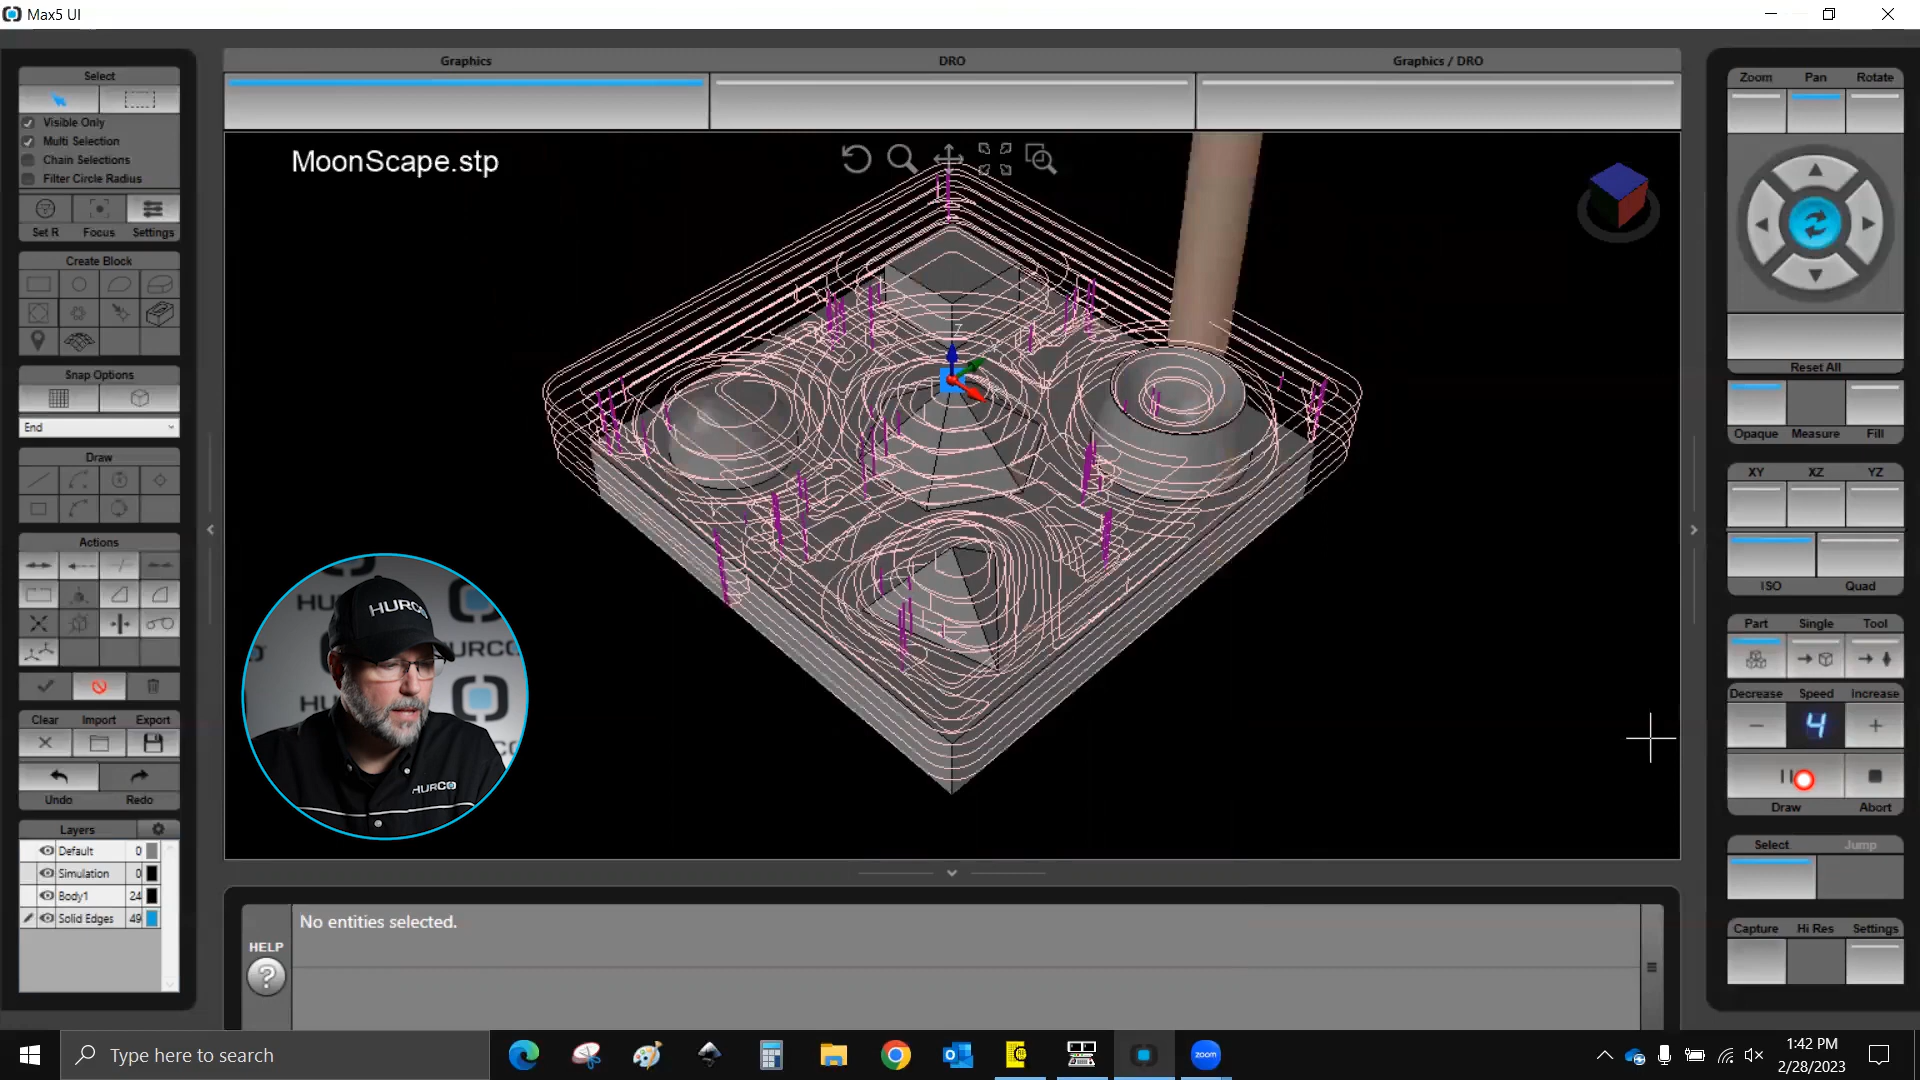 Max5 UI
Select
Visible Only
Multi Selection
Chain Selections
Filter Circle Radius
Set R Focus Settings
Create Block
Snap Options
End
Draw
Actions
Clear Import Export
Undo Redo
Layers
Default 0
Simulation 0
Body1 24
Solid Edges 49
Graphics
DRO
Graphics / DRO
MoonScape.stp
Z
HURCO
HURCO
No entities selected.
HELP
?
Zoom Pan Rotate
Reset All
Opaque Measure Fill
XY XZ YZ
ISO Quad
Part Single Tool
Decrease Speed Increase
4
Draw Abort
Select Jump
Capture Hi Res Settings
Type here to search
zoom
1:42 PM
2/28/2023